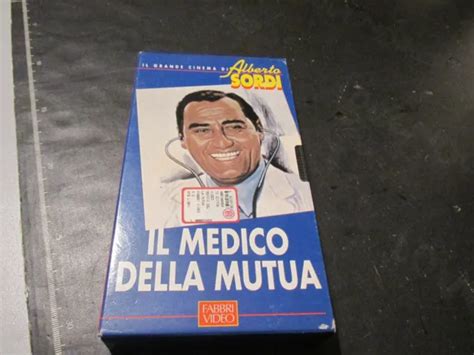 IL GRANDE CINEMA DI
Alberto
SORDI
IL MEDICO
DELLA MUTUA
FABBRI
VIDEO